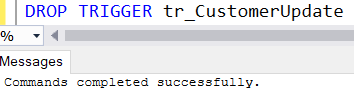 DROP TRIGGER tr_CustomerUpdate
%
Messages
Commands completed successfully.